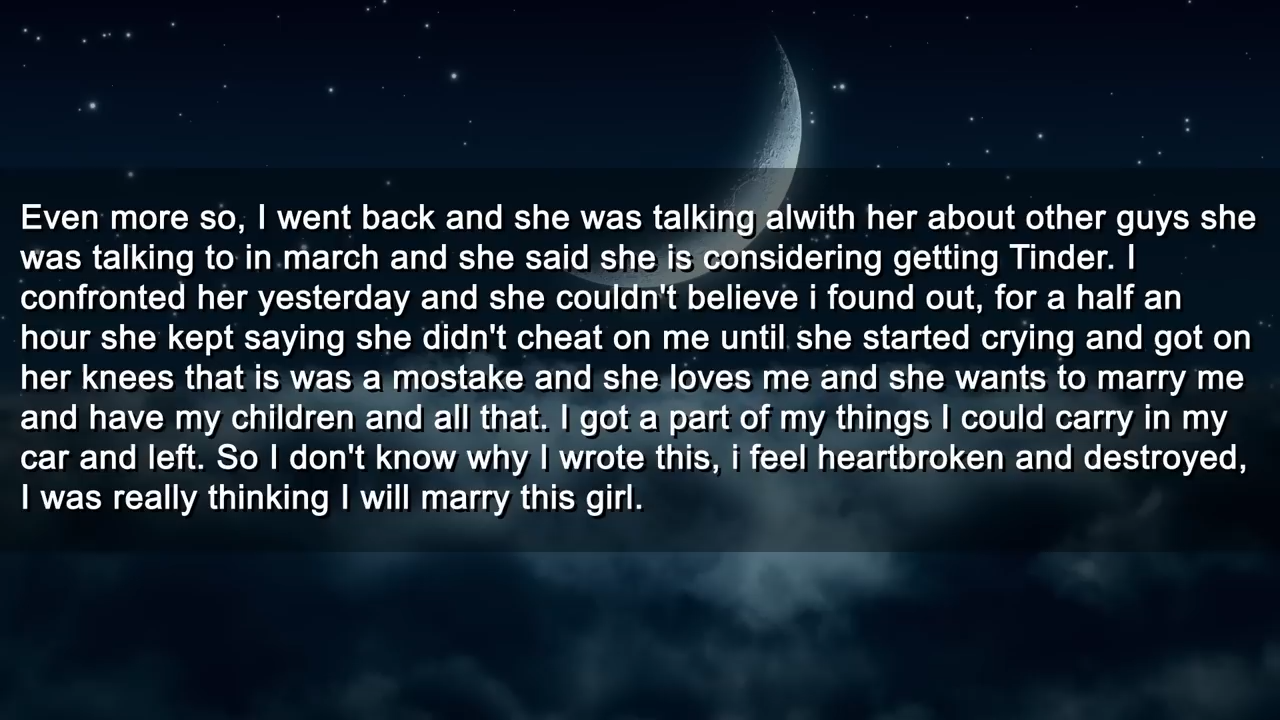 Even more so, I went back and she was talking alwith her about other guys she
was talking to in march and she said she is considering getting Tinder. I
confronted her yesterday and she couldn't believe i found out, for a half an
hour she kept saying she didn't cheat on me until she started crying and got on
her knees that is was a mostake and she loves me and she wants to marry me
and have my children and all that. I got a part of my things I could carry in my
car and left. So I don't know why I wrote this, i feel heartbroken and destroyed,
I was really thinking I will marry this girl.